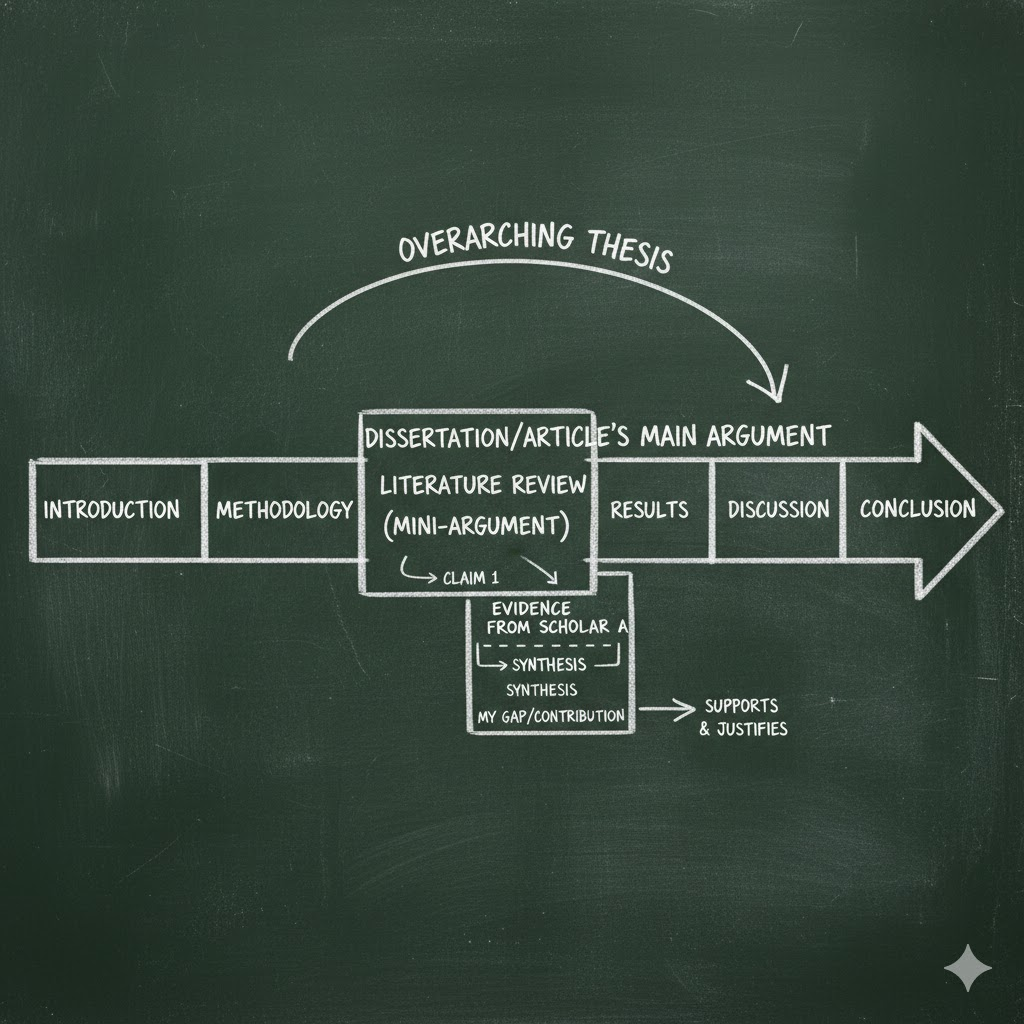 OVERARCHING THESIS
DISSERTATION/ARTICLE'S MAIN ARGUMENT
INTRODUCTION
METHODOLOGY
LITERATURE REVIEW
(MINI-ARGUMENT)
CLAIM 1
RESULTS
DISCUSSION
CONCLUSION
EVIDENCE
FROM SCHOLAR A
SYNTHESIS
SYNTHESIS
MY GAP/CONTRIBUTION
SUPPORTS
& JUSTIFIES